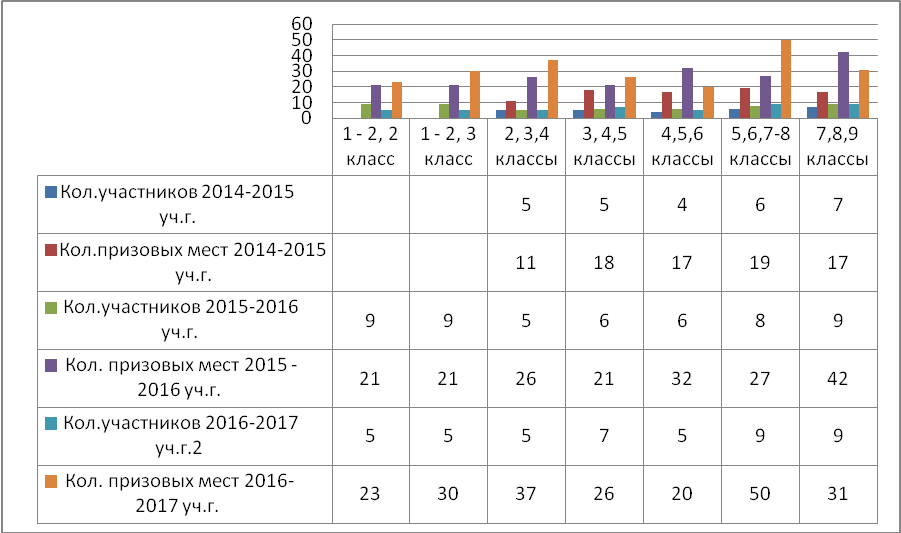 60
50
40
30
20
10
0
1 - 2, 2 класс
1 - 2, 3 класс
2,3,4 классы
3, 4,5 классы
4,5,6 классы
5,6,7-8 классы
7,8,9 классы
Кол.участников 2014-2015
уч.г.
5 5 4 6 7
Кол.призовых мест 2014-2015
уч.г.
11 18 17 19 17
Кол.участников 2015-2016
уч.г.
9 9 5 6 6 8 9
Кол. призовых мест 2015 -
2016 уч.г.
21 21 26 21 32 27 42
Кол.участников 2016-2017
уч.г.2
5 5 5 7 5 9 9
Кол. призовых мест 2016-
2017 уч.г.
23 30 37 26 20 50 31